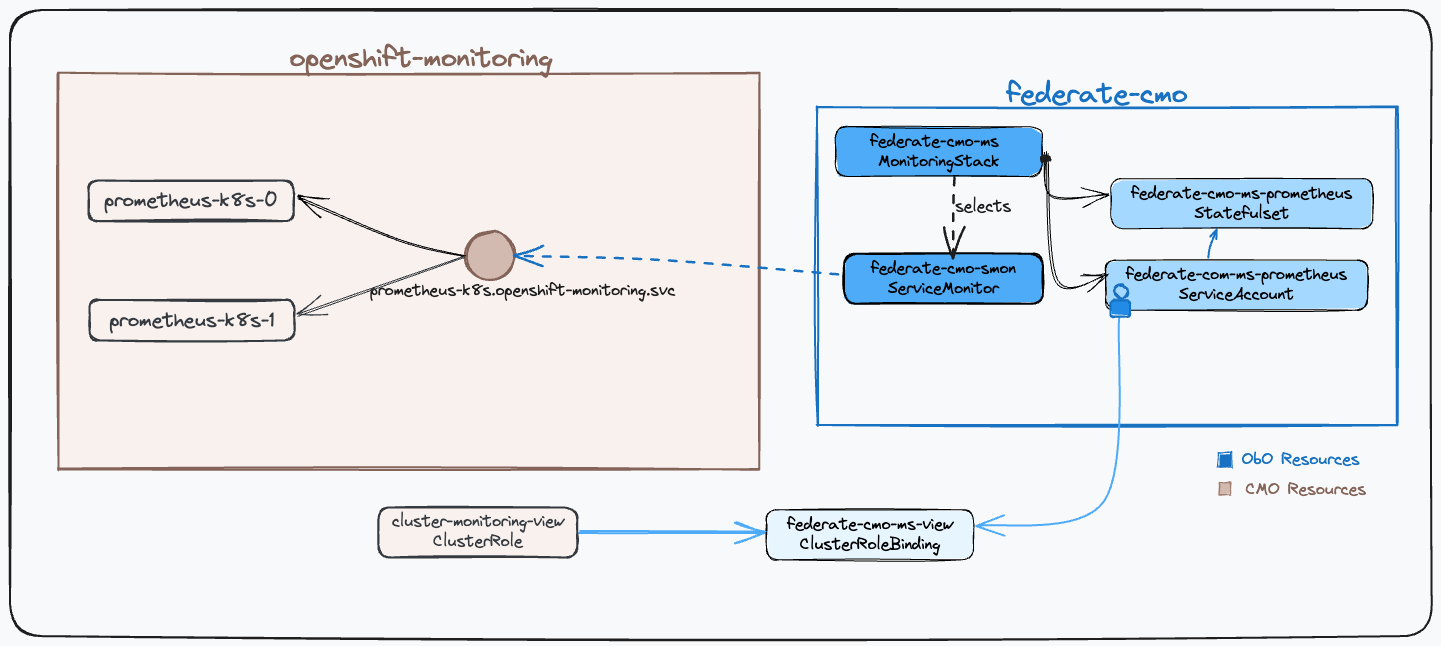 openshift-monitoring
federate-cmo
federate-cmo-ms
MonitoringStack
selects
federate-cmo-ms-prometheus
Statefulset
prometheus-k8s-0
federate-cmo-smon
ServiceMonitor
federate-com-ms-prometheus
ServiceAccount
prometheus-k8s.openshift-monitoring.svc
prometheus-k8s-1
ObO Resources
CMO Resources
cluster-monitoring-view
ClusterRole
federate-cmo-ms-view
ClusterRoleBinding